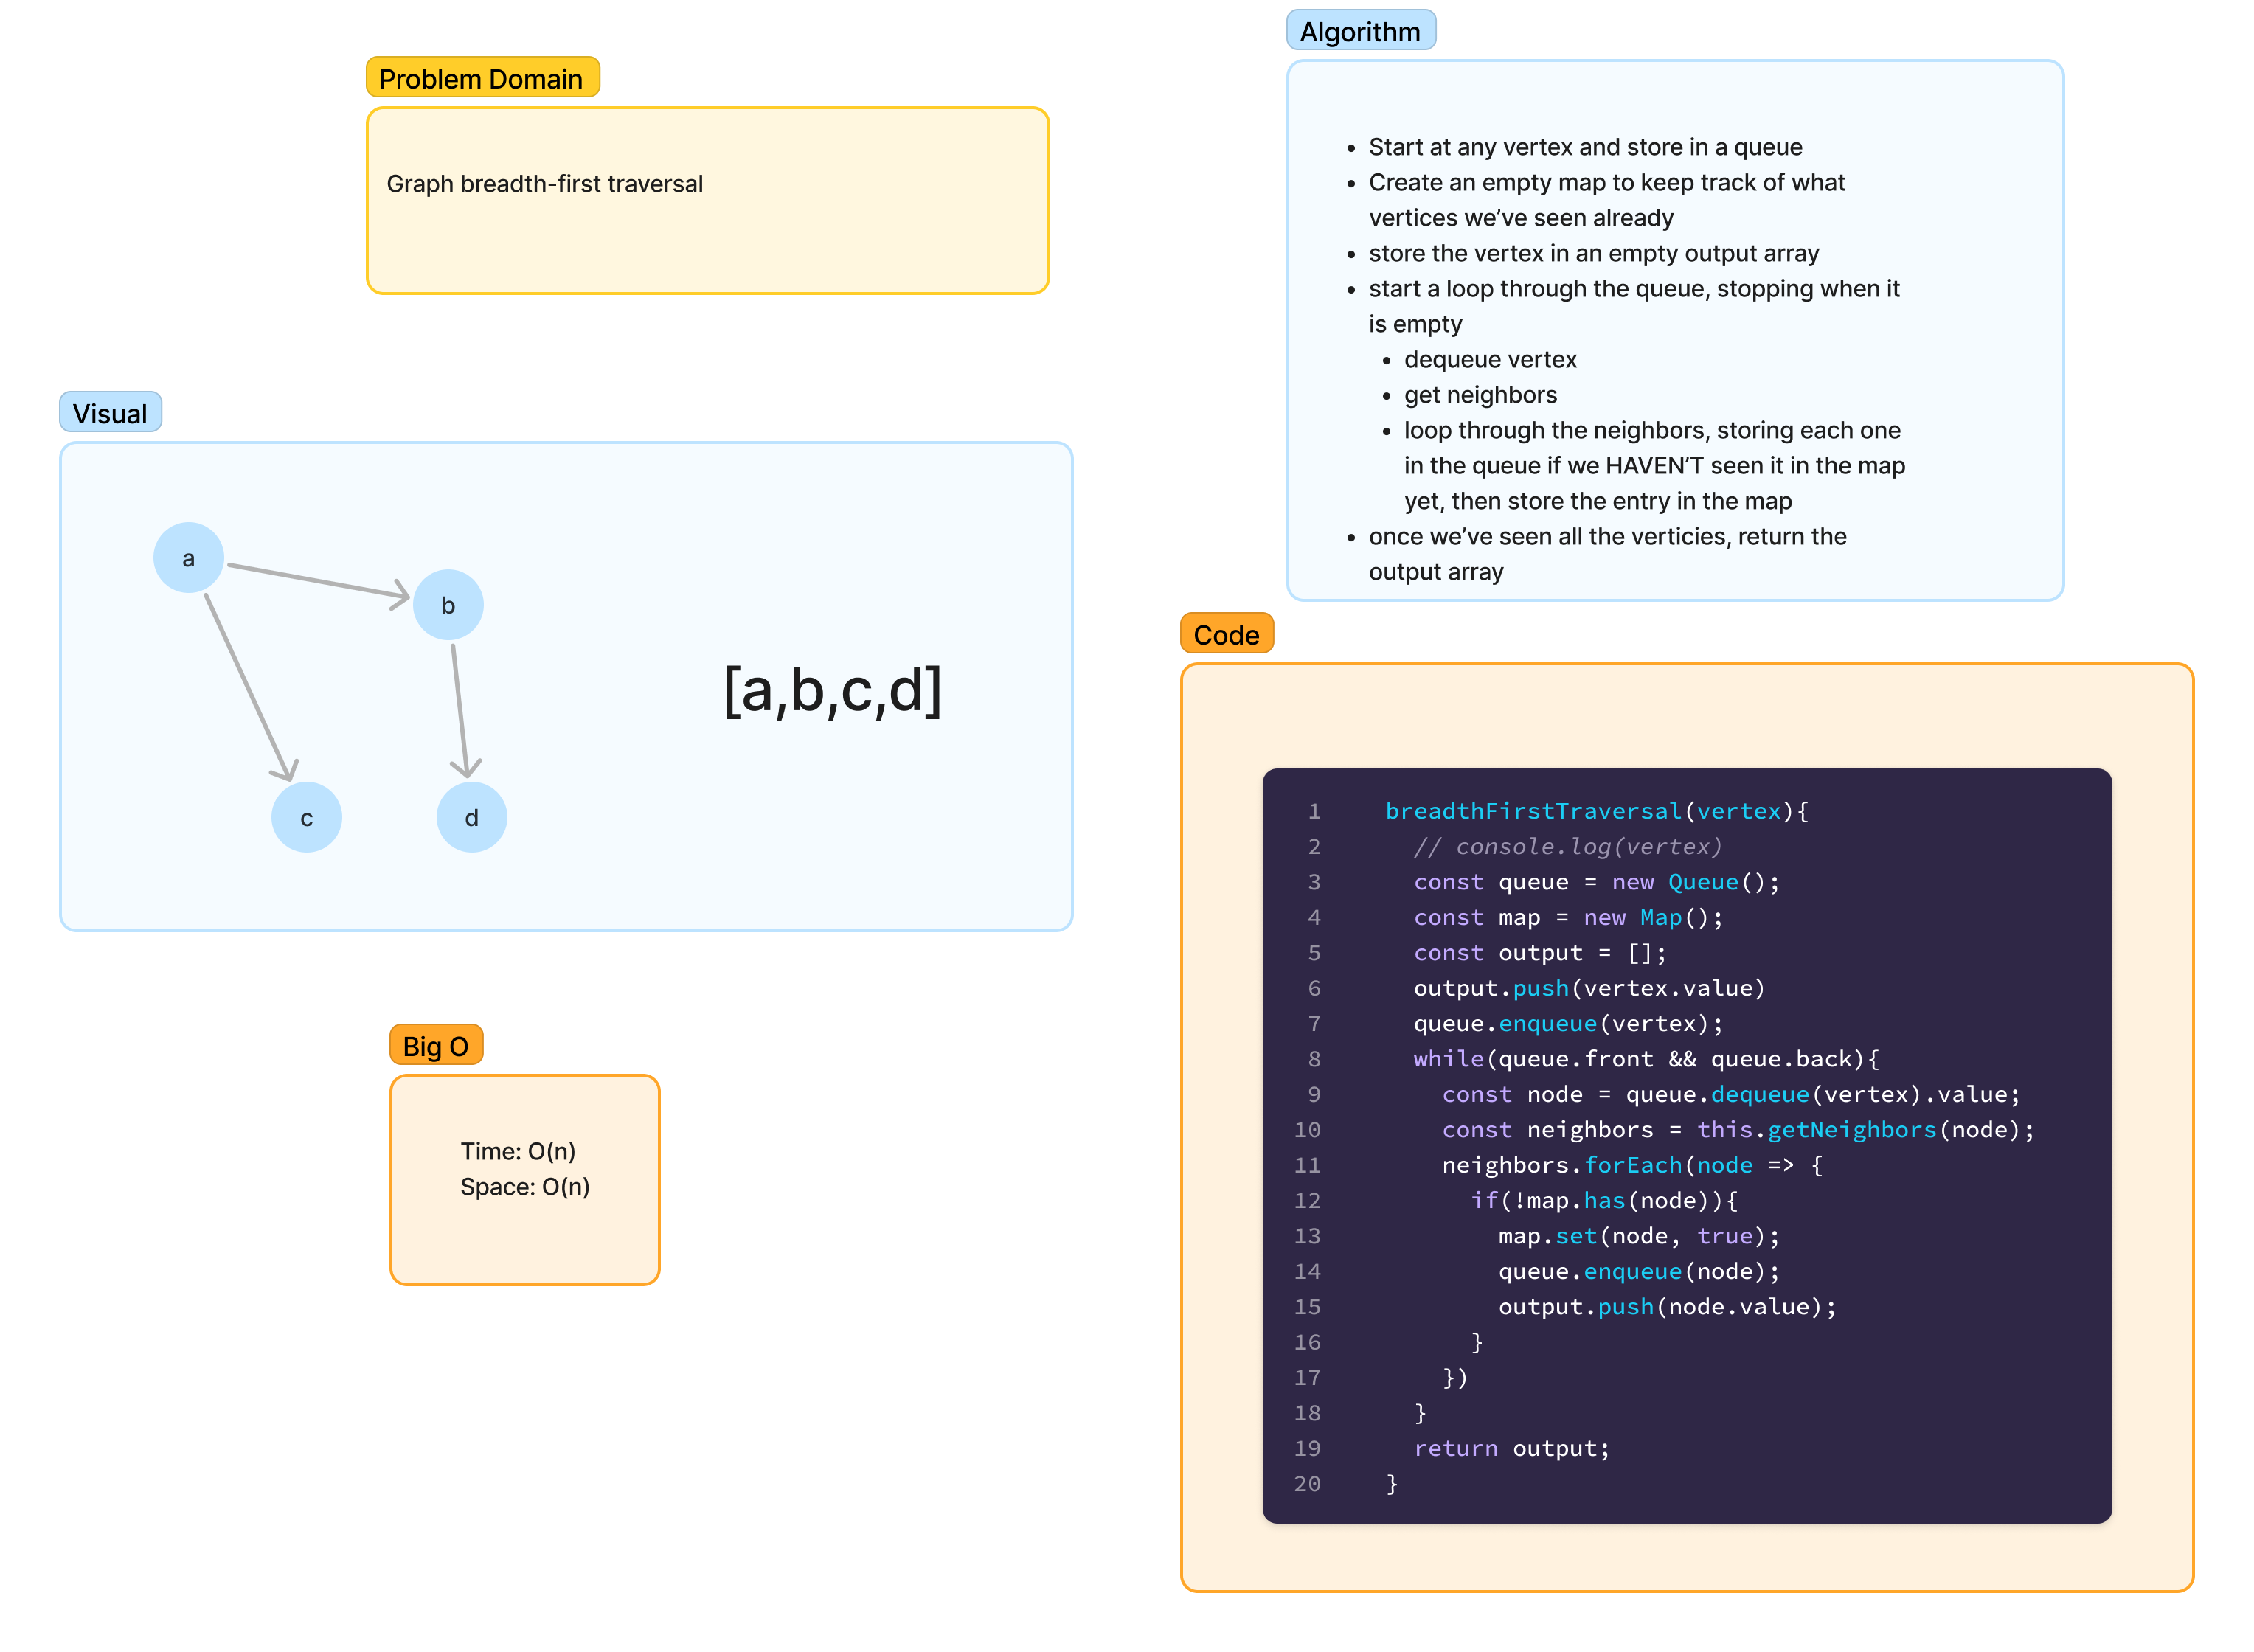 Problem Domain
Graph breadth-first traversal
Visual
a
b
c
d
[a,b,c,d]
Big O
Time: O(n)
Space: O(n)
Algorithm
• Start at any vertex and store in a queue
• Create an empty map to keep track of what
vertices we’ve seen already
• store the vertex in an empty output array
• start a loop through the queue, stopping when it
is empty
• dequeue vertex
• get neighbors
• loop through the neighbors, storing each one
in the queue if we HAVEN’T seen it in the map
yet, then store the entry in the map
• once we’ve seen all the verticies, return the
output array
Code
1 breadthFirstTraversal(vertex){
2 // console.log(vertex)
3 const queue = new Queue();
4 const map = new Map();
5 const output = [];
6 output.push(vertex.value)
7 queue.enqueue(vertex);
8 while(queue.front && queue.back){
9 const node = queue.dequeue(vertex).value;
10 const neighbors = this.getNeighbors(node);
11 neighbors.forEach(node => {
12 if(!map.has(node)){
13 map.set(node, true);
14 queue.enqueue(node);
15 output.push(node.value);
16 }
17 })
18 }
19 return output;
20 }